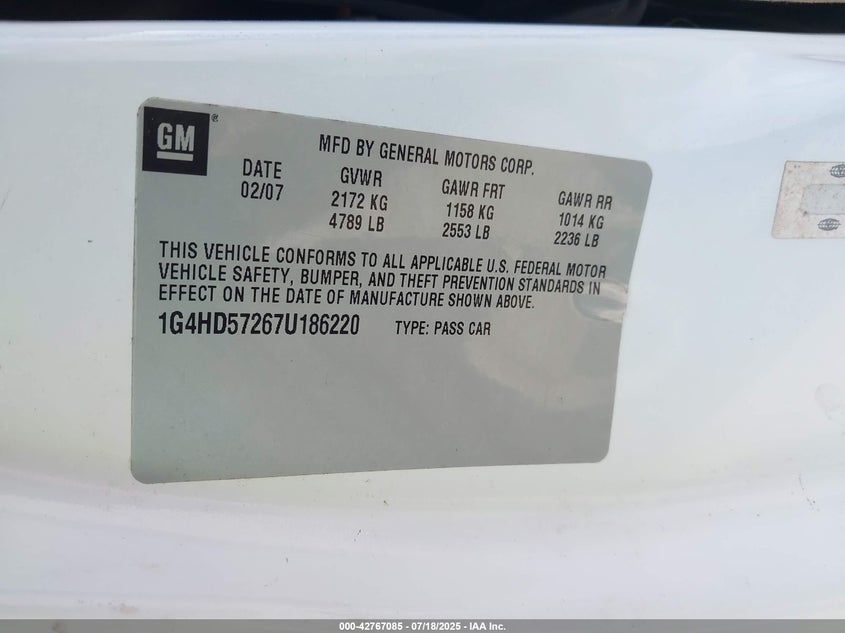 GM ®
MFD BY GENERAL MOTORS CORP.
DATE GVWR GAWR FRT GAWR RR
02/07 2172 KG 1158 KG 1014 KG
4789 LB 2553 LB 2236 LB
THIS VEHICLE CONFORMS TO ALL APPLICABLE U.S. FEDERAL MOTOR
VEHICLE SAFETY, BUMPER, AND THEFT PREVENTION STANDARDS IN
EFFECT ON THE DATE OF MANUFACTURE SHOWN ABOVE.
1G4HD57267U186220 TYPE: PASS CAR
000-42767085 - 07/18/2025 - IAA Inc.